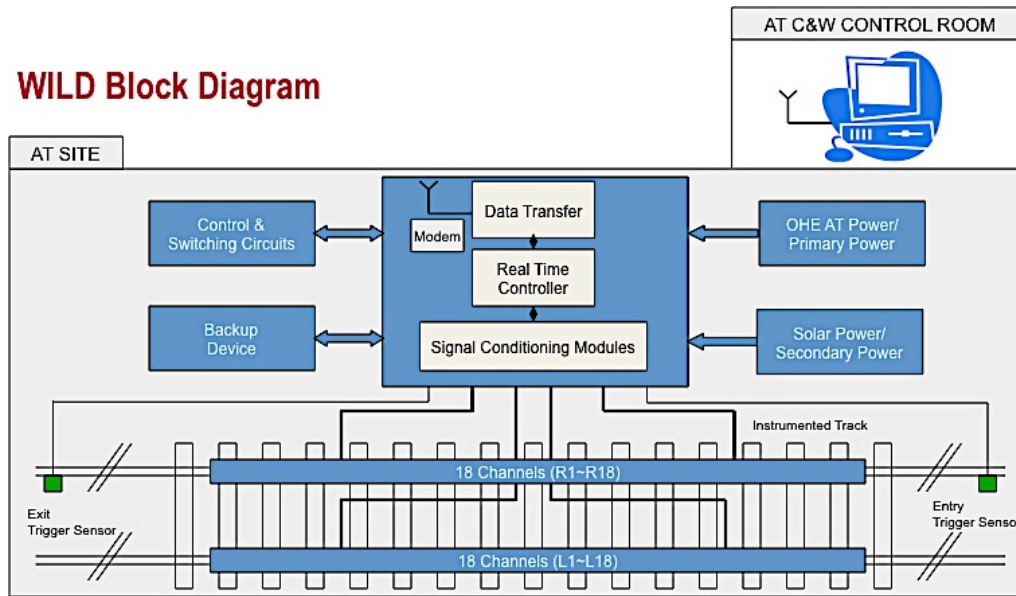 AT C&W CONTROL ROOM
WILD Block Diagram
AT SITE
Control &
Switching Circuits
Data Transfer
Modem
OHE AT Power/
Primary Power
Real Time
Controller
Backup
Device
Signal Conditioning Modules
Solar Power/
Secondary Power
Instrumented Track
18 Channels (R1~R18)
Exit
Trigger Sensor
Entry
Trigger Sensor
18 Channels (L1~L18)